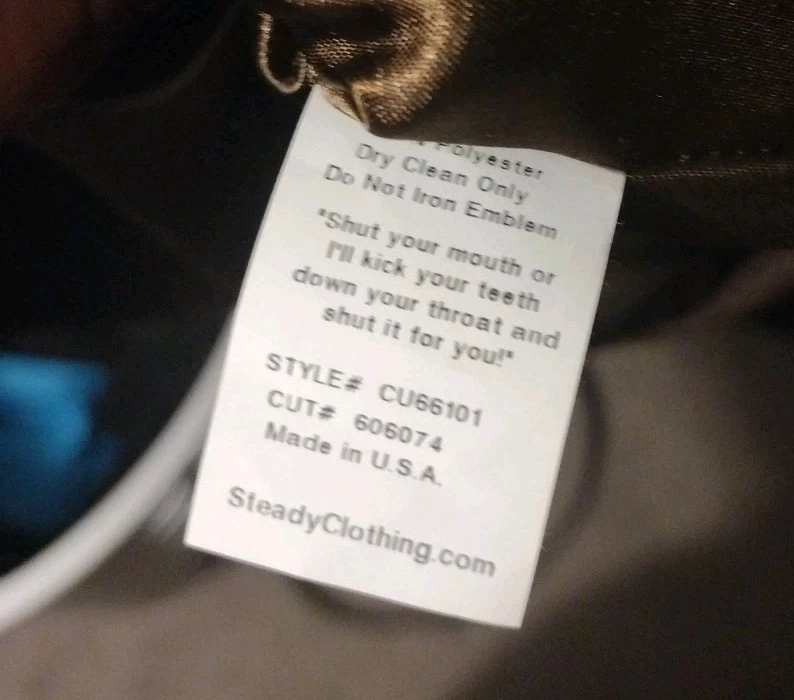 Polyester
Dry Clean Only
Do Not Iron Emblem
"Shut your mouth or
I'll kick your teeth
down your throat and
shut it for you!"
STYLE# CU66101
CUT# 606074
Made in U.S.A.
SteadyClothing.com